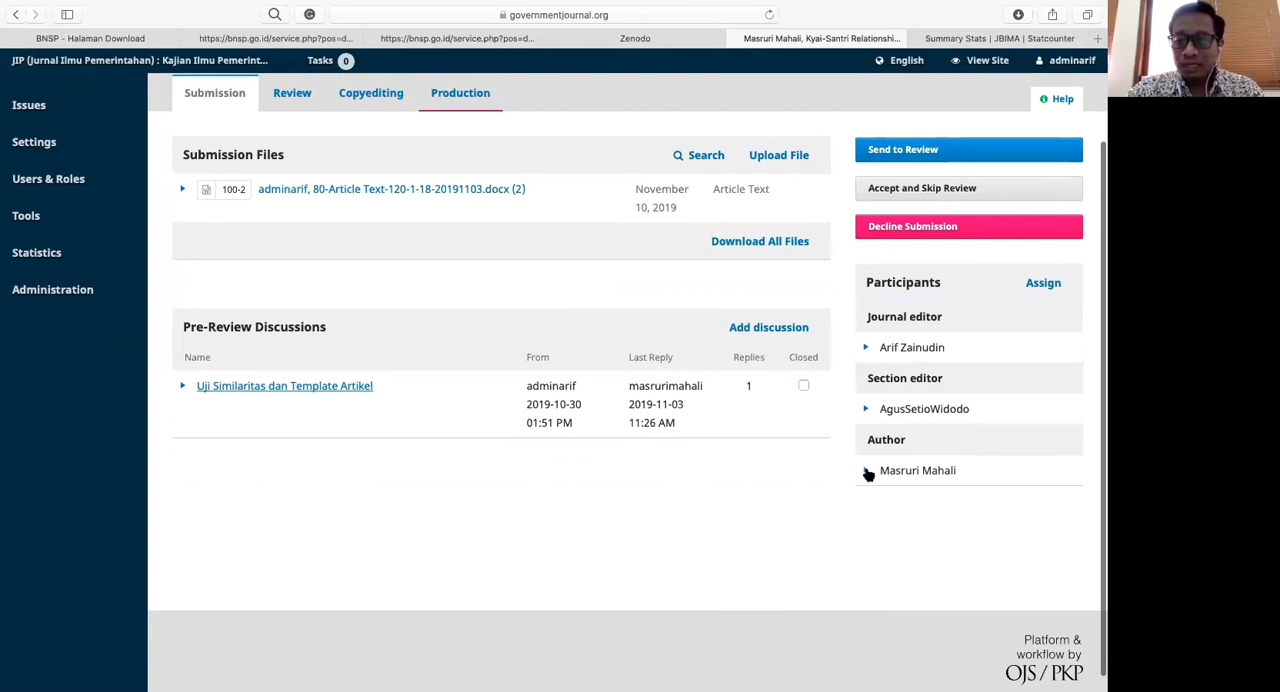 governmentjournal.org
BNSP - Halaman Download
https://bnsp.go.id/service.php?pos=d...
https://bnsp.go.id/service.php?pos=d...
Zenodo
Masruri Mahali, Kyai-Santri Relationshi...
Summary Stats | JBIMA | Statcounter
JIP (Jurnal Ilmu Pemerintahan) : Kajian Ilmu Pemerint...
Tasks 0
English
View Site
adminarif
Issues
Settings
Users & Roles
Tools
Statistics
Administration
Submission
Review
Copyediting
Production
Help
Submission Files
Search
Upload File
100-2
adminarif, 80-Article Text-120-1-18-20191103.docx (2)
November
10, 2019
Article Text
Download All Files
Pre-Review Discussions
Add discussion
Name
From
Last Reply
Replies
Closed
Uji Similaritas dan Template Artikel
adminarif
2019-10-30
01:51 PM
masrurimahali
2019-11-03
11:26 AM
1
Send to Review
Accept and Skip Review
Decline Submission
Participants
Assign
Journal editor
Arif Zainudin
Section editor
AgusSetioWidodo
Author
Masruri Mahali
Platform &
workflow by
OJS / PKP